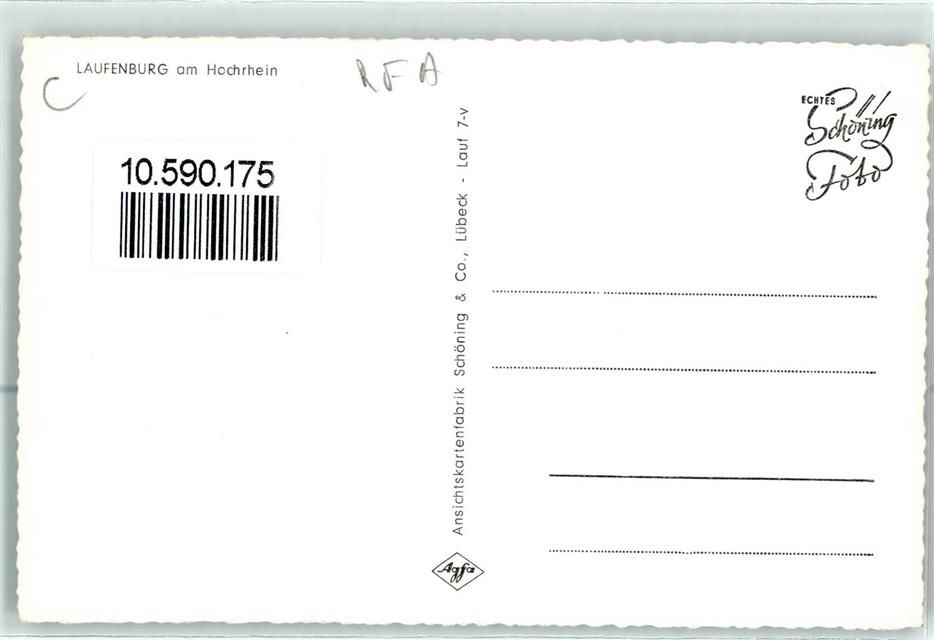 LAUFENBURG am Hochrhein
RFA
10.590.175
Ansichtskartenfabrik Schöning & Co., Lübeck - Lauf 7-v
Agfa
ECHTES
Schöning
Foto